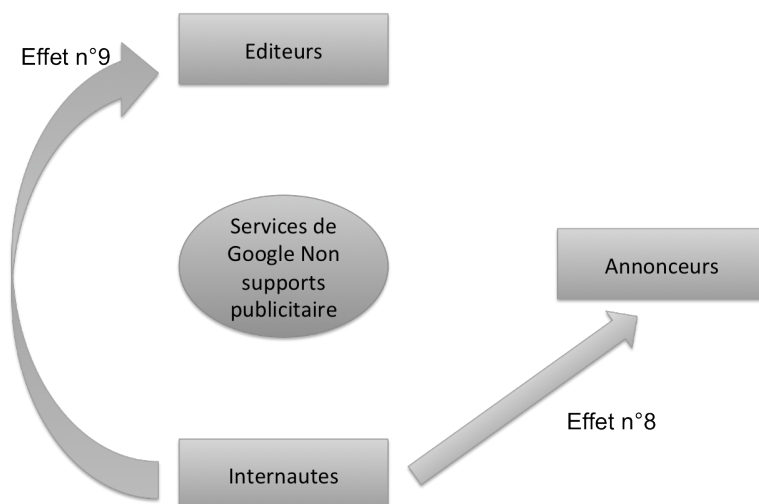 Effet n°9
Editeurs
Services de
Google Non
supports
publicitaire
Annonceurs
Effet n°8
Internautes